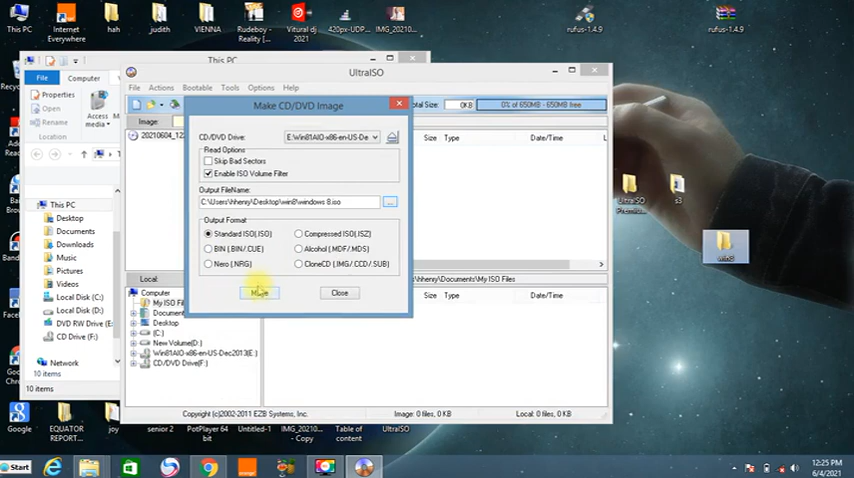 This PC
Internet Everywhere
hah
judith
VIENNA
Rudeboy - Reality [...
Vitural dj 2021
420px-UDP...
IMG_2021O...
rufus-1.4.9
rufus-1.4.9
This PC
File
Computer
Properties
Open
Rename
Access media
This PC
Desktop
Documents
Downloads
Music
Pictures
Videos
Local Disk (C:)
Local Disk (D:)
DVD RW Drive (E
CD Drive (F:)
Network
10 items
10 items
UltraISO
File
Actions
Bootable
Tools
Options
Help
Total Size:
0KB
0% of 650MB - 650MB free
Image:
Type
Date/Time
20210604_12
Make CD/DVD Image
CD/DVD Drive:
E:Win81AIO-x86-en-US-De
Read Options
Skip Bad Sectors
Enable ISO Volume Filter
Output FileName:
C:\Users\hhenry\Desktop\win8\windows 8.iso
...
Output Format
Standard ISO(.ISO)
Compressed ISO(.ISZ)
BIN (.BIN/.CUE)
Alcohol (.MDF/.MDS)
Nero (.NRG)
CloneCD (.IMG/.CCD/.SUB)
Make
Close
Local:
hhenry\Documents\My ISO Files
Size
Type
Date/Time
Computer
My ISO Fil
Document
Desktop
(C:)
New Volume(D:)
Win81AIO-x86-en-US-Dec2013(E:)
CD/DVD Drive(F:)
Copyright (c)2002-2011 EZB Systems, Inc.
Image: 0 files, 0 KB
Local: 0 files, 0 KB
UltraISO Premiu...
s3
win8
Google
EQUATOR REPORT...
senior 2
PotPlayer 64 bit
Untitled-1
IMG_2021O... - Copy
Table of content
UltraISO
Start
12:25 PM
6/4/2021